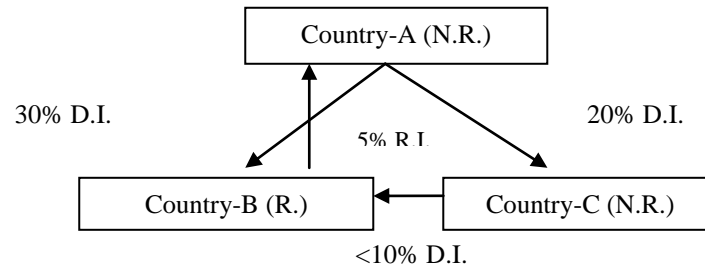 Country-A (N.R.)
30% D.I.
5% R.I.
20% D.I.
Country-B (R.)
Country-C (N.R.)
<10% D.I.